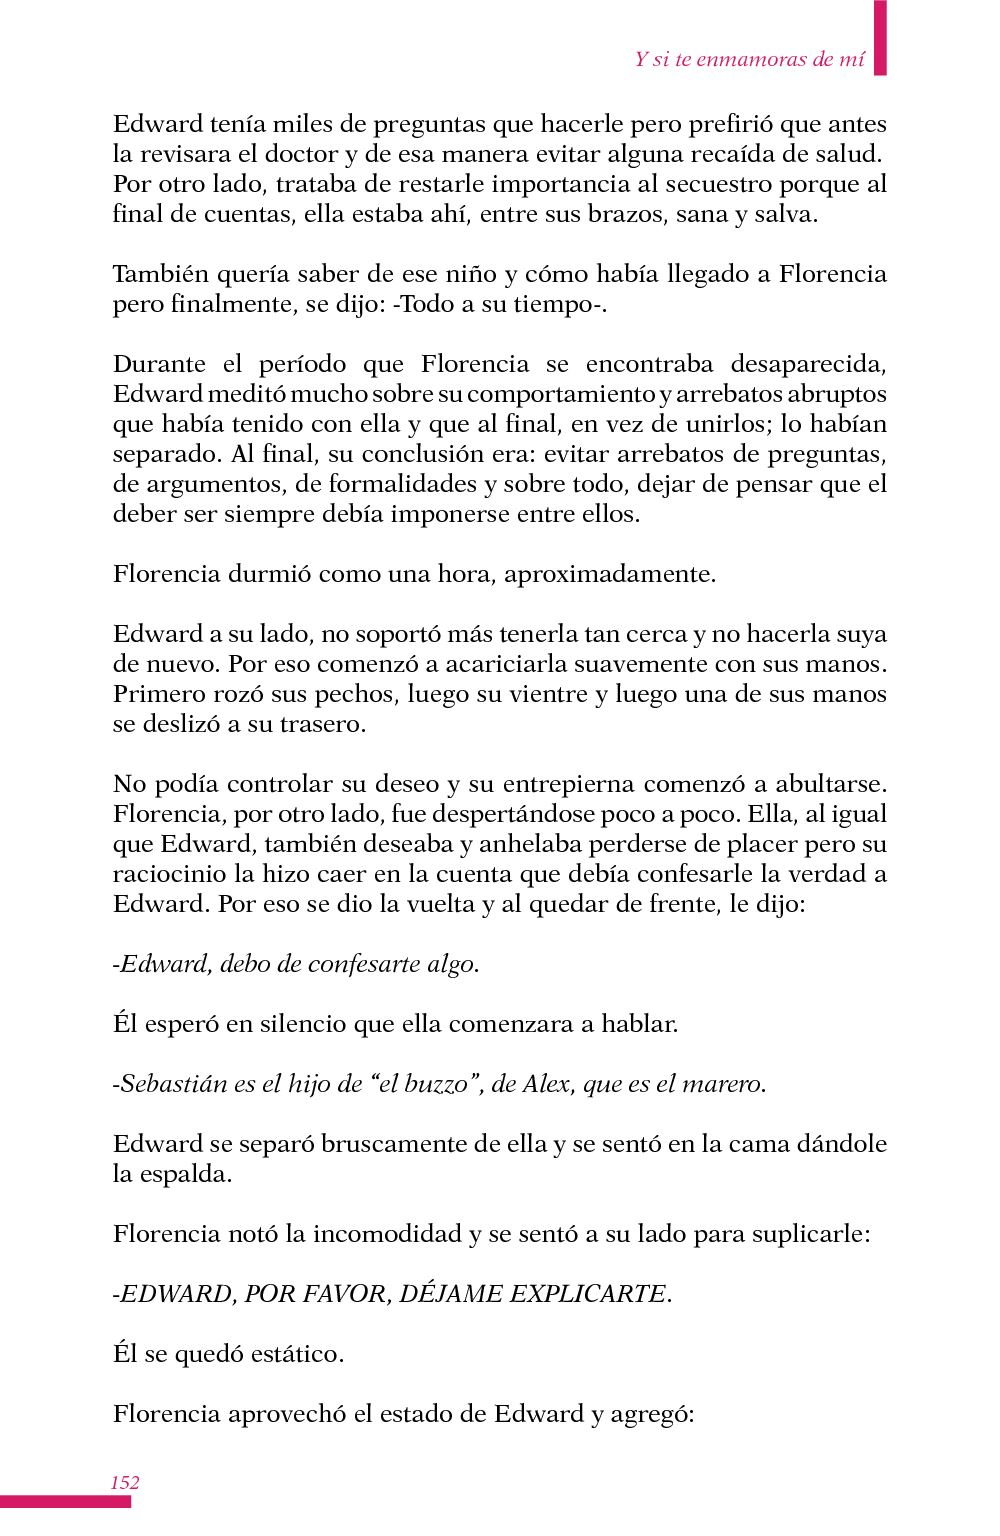 Y si te enmamoras de mí
Edward tenía miles de preguntas que hacerle pero prefirió que antes
la revisara el doctor y de esa manera evitar alguna recaída de salud.
Por otro lado, trataba de restarle importancia al secuestro porque al
final de cuentas, ella estaba ahí, entre sus brazos, sana y salva.
También quería saber de ese niño y cómo había llegado a Florencia
pero finalmente, se dijo: -Todo a su tiempo-.
Durante el período que Florencia se encontraba desaparecida,
Edward meditó mucho sobre su comportamiento y arrebatos abruptos
que había tenido con ella y que al final, en vez de unirlos; lo habían
separado. Al final, su conclusión era: evitar arrebatos de preguntas,
de argumentos, de formalidades y sobre todo, dejar de pensar que el
deber ser siempre debía imponerse entre ellos.
Florencia durmió como una hora, aproximadamente.
Edward a su lado, no soportó más tenerla tan cerca y no hacerla suya
de nuevo. Por eso comenzó a acariciarla suavemente con sus manos.
Primero rozó sus pechos, luego su vientre y luego una de sus manos
se deslizó a su trasero.
No podía controlar su deseo y su entrepierna comenzó a abultarse.
Florencia, por otro lado, fue despertándose poco a poco. Ella, al igual
que Edward, también deseaba y anhelaba perderse de placer pero su
raciocinio la hizo caer en la cuenta que debía confesarle la verdad a
Edward. Por eso se dio la vuelta y al quedar de frente, le dijo:
-Edward, debo de confesarte algo.
Él esperó en silencio que ella comenzara a hablar.
-Sebastián es el hijo de “el buzzo”, de Alex, que es el marero.
Edward se separó bruscamente de ella y se sentó en la cama dándole
la espalda.
Florencia notó la incomodidad y se sentó a su lado para suplicarle:
-EDWARD, POR FAVOR, DÉJAME EXPLICARTE.
Él se quedó estático.
Florencia aprovechó el estado de Edward y agregó:
152